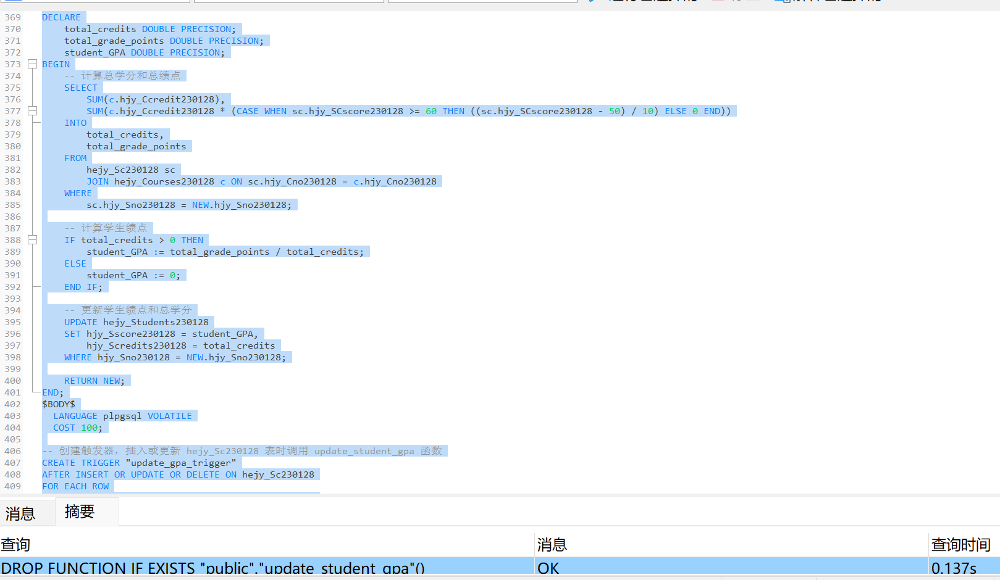 369 DECLARE
370 total_credits DOUBLE PRECISION;
371 total_grade_points DOUBLE PRECISION;
372 student_GPA DOUBLE PRECISION;
373 BEGIN
374 -- 计算总学分和总绩点
375 SELECT
376 SUM(c.hjy_Ccredit230128),
377 SUM(c.hjy_Ccredit230128 * (CASE WHEN sc.hjy_SCscore230128 >= 60 THEN ((sc.hjy_SCscore230128 - 50) / 10) ELSE 0 END))
378 INTO
379 total_credits,
380 total_grade_points
381 FROM
382 hejy_Sc230128 sc
383 JOIN hejy_Courses230128 c ON sc.hjy_Cno230128 = c.hjy_Cno230128
384 WHERE
385 sc.hjy_Sno230128 = NEW.hjy_Sno230128;
386
387 -- 计算学生绩点
388 IF total_credits > 0 THEN
389 student_GPA := total_grade_points / total_credits;
390 ELSE
391 student_GPA := 0;
392 END IF;
393
394 -- 更新学生绩点和总学分
395 UPDATE hejy_Students230128
396 SET hjy_Sscore230128 = student_GPA,
397 hjy_Scredits230128 = total_credits
398 WHERE hjy_Sno230128 = NEW.hjy_Sno230128;
399
400 RETURN NEW;
401 END;
402 $BODY$
403 LANGUAGE plpgsql VOLATILE
404 COST 100;
405
406 -- 创建触发器，插入或更新 hejy_Sc230128 表时调用 update_student_gpa 函数
407 CREATE TRIGGER "update_gpa_trigger"
408 AFTER INSERT OR UPDATE OR DELETE ON hejy_Sc230128
409 FOR EACH ROW
消息 摘要
查询 消息 查询时间
DROP FUNCTION IF EXISTS "public"."update_student_gpa"() OK 0.137s